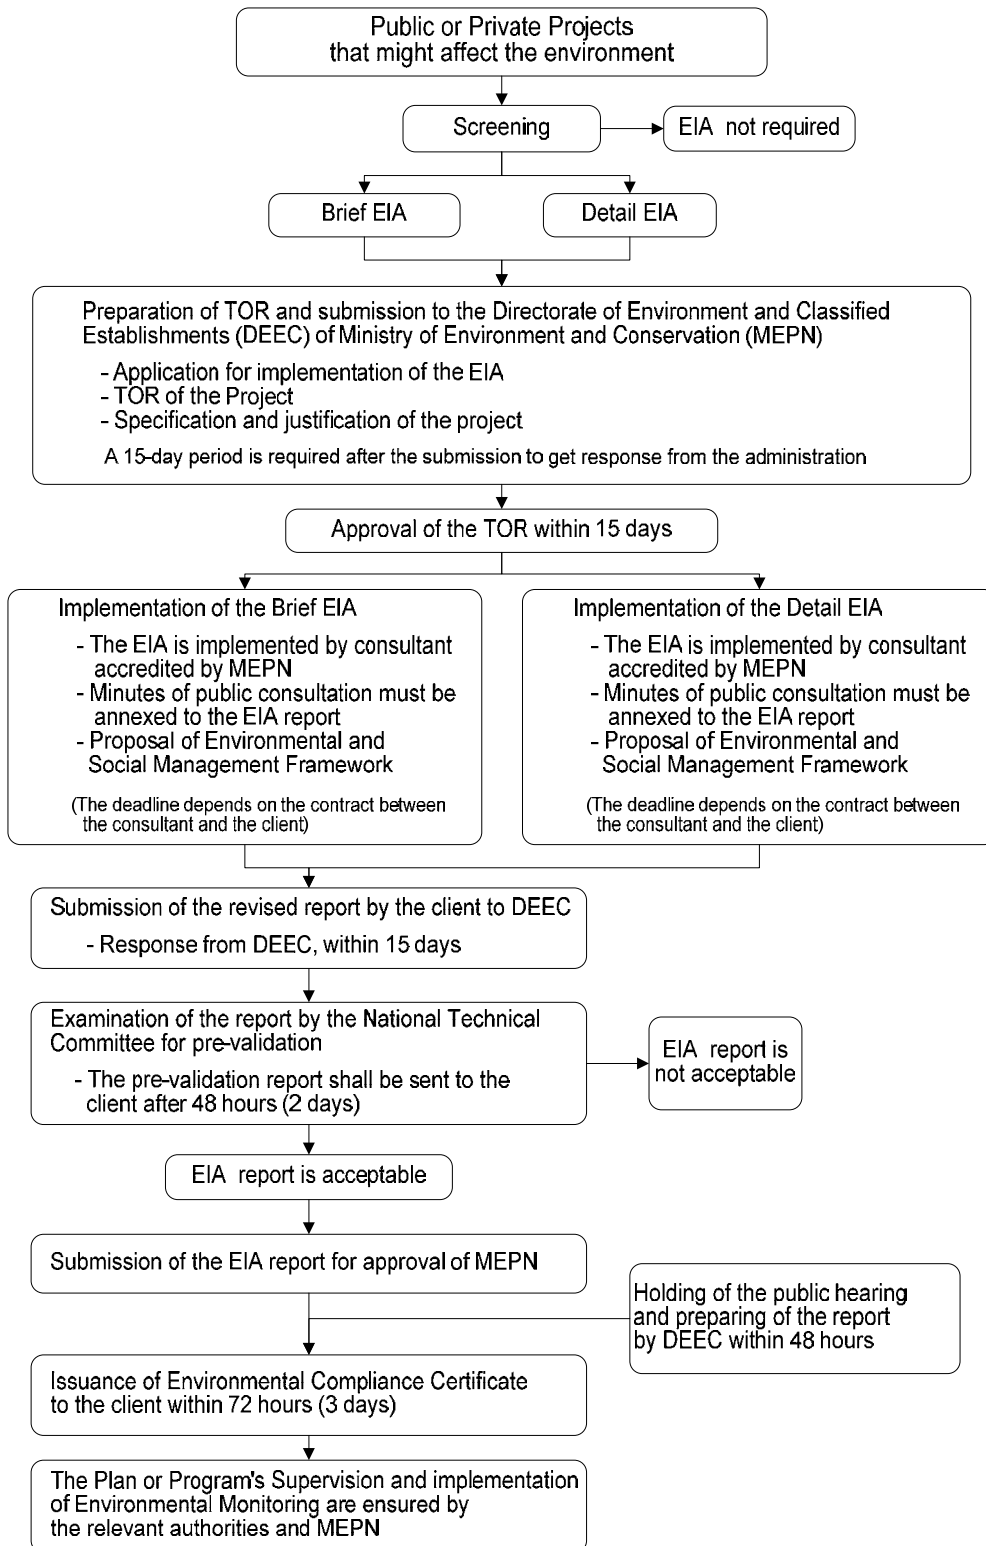 Public or Private Projects
that might affect the environment
Screening
EIA not required
Brief EIA
Detail EIA
Preparation of TOR and submission to the Directorate of Environment and Classified
Establishments (DEEC) of Ministry of Environment and Conservation (MEPN)
- Application for implementation of the EIA
- TOR of the Project
- Specification and justification of the project
A 15-day period is required after the submission to get response from the administration
Approval of the TOR within 15 days
Implementation of the Brief EIA
- The EIA is implemented by consultant
accredited by MEPN
- Minutes of public consultation must be
annexed to the EIA report
- Proposal of Environmental and
Social Management Framework
(The deadline depends on the contract between
the consultant and the client)
Implementation of the Detail EIA
- The EIA is implemented by consultant
accredited by MEPN
- Minutes of public consultation must be
annexed to the EIA report
- Proposal of Environmental and
Social Management Framework
(The deadline depends on the contract between
the consultant and the client)
Submission of the revised report by the client to DEEC
- Response from DEEC, within 15 days
Examination of the report by the National Technical
Committee for pre-validation
- The pre-validation report shall be sent to the
client after 48 hours (2 days)
EIA report is
not acceptable
EIA report is acceptable
Submission of the EIA report for approval of MEPN
Holding of the public hearing
and preparing of the report
by DEEC within 48 hours
Issuance of Environmental Compliance Certificate
to the client within 72 hours (3 days)
The Plan or Program's Supervision and implementation
of Environmental Monitoring are ensured by
the relevant authorities and MEPN